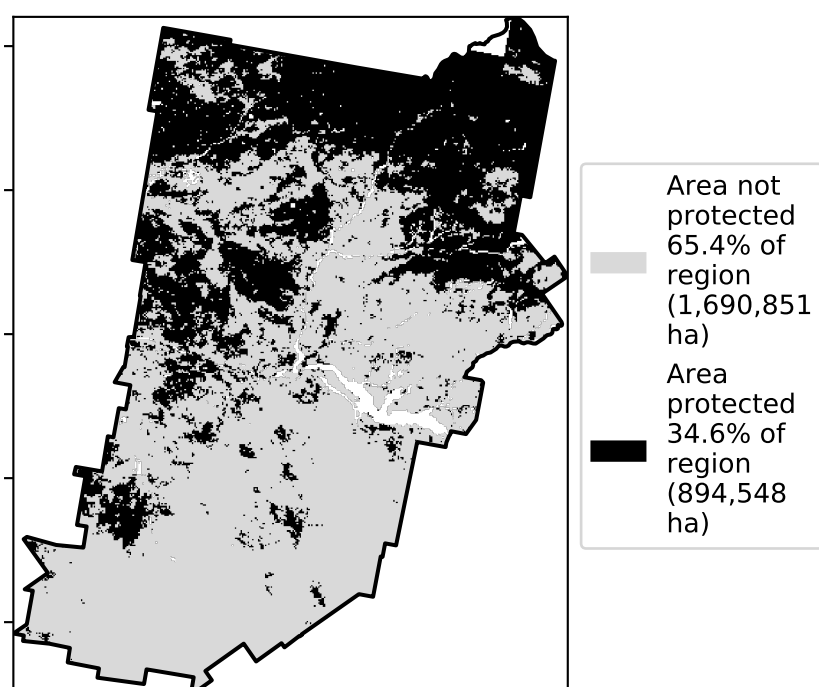 Area not
protected
65.4% of
region
(1,690,851
ha)
Area
protected
34.6% of
region
(894,548
ha)